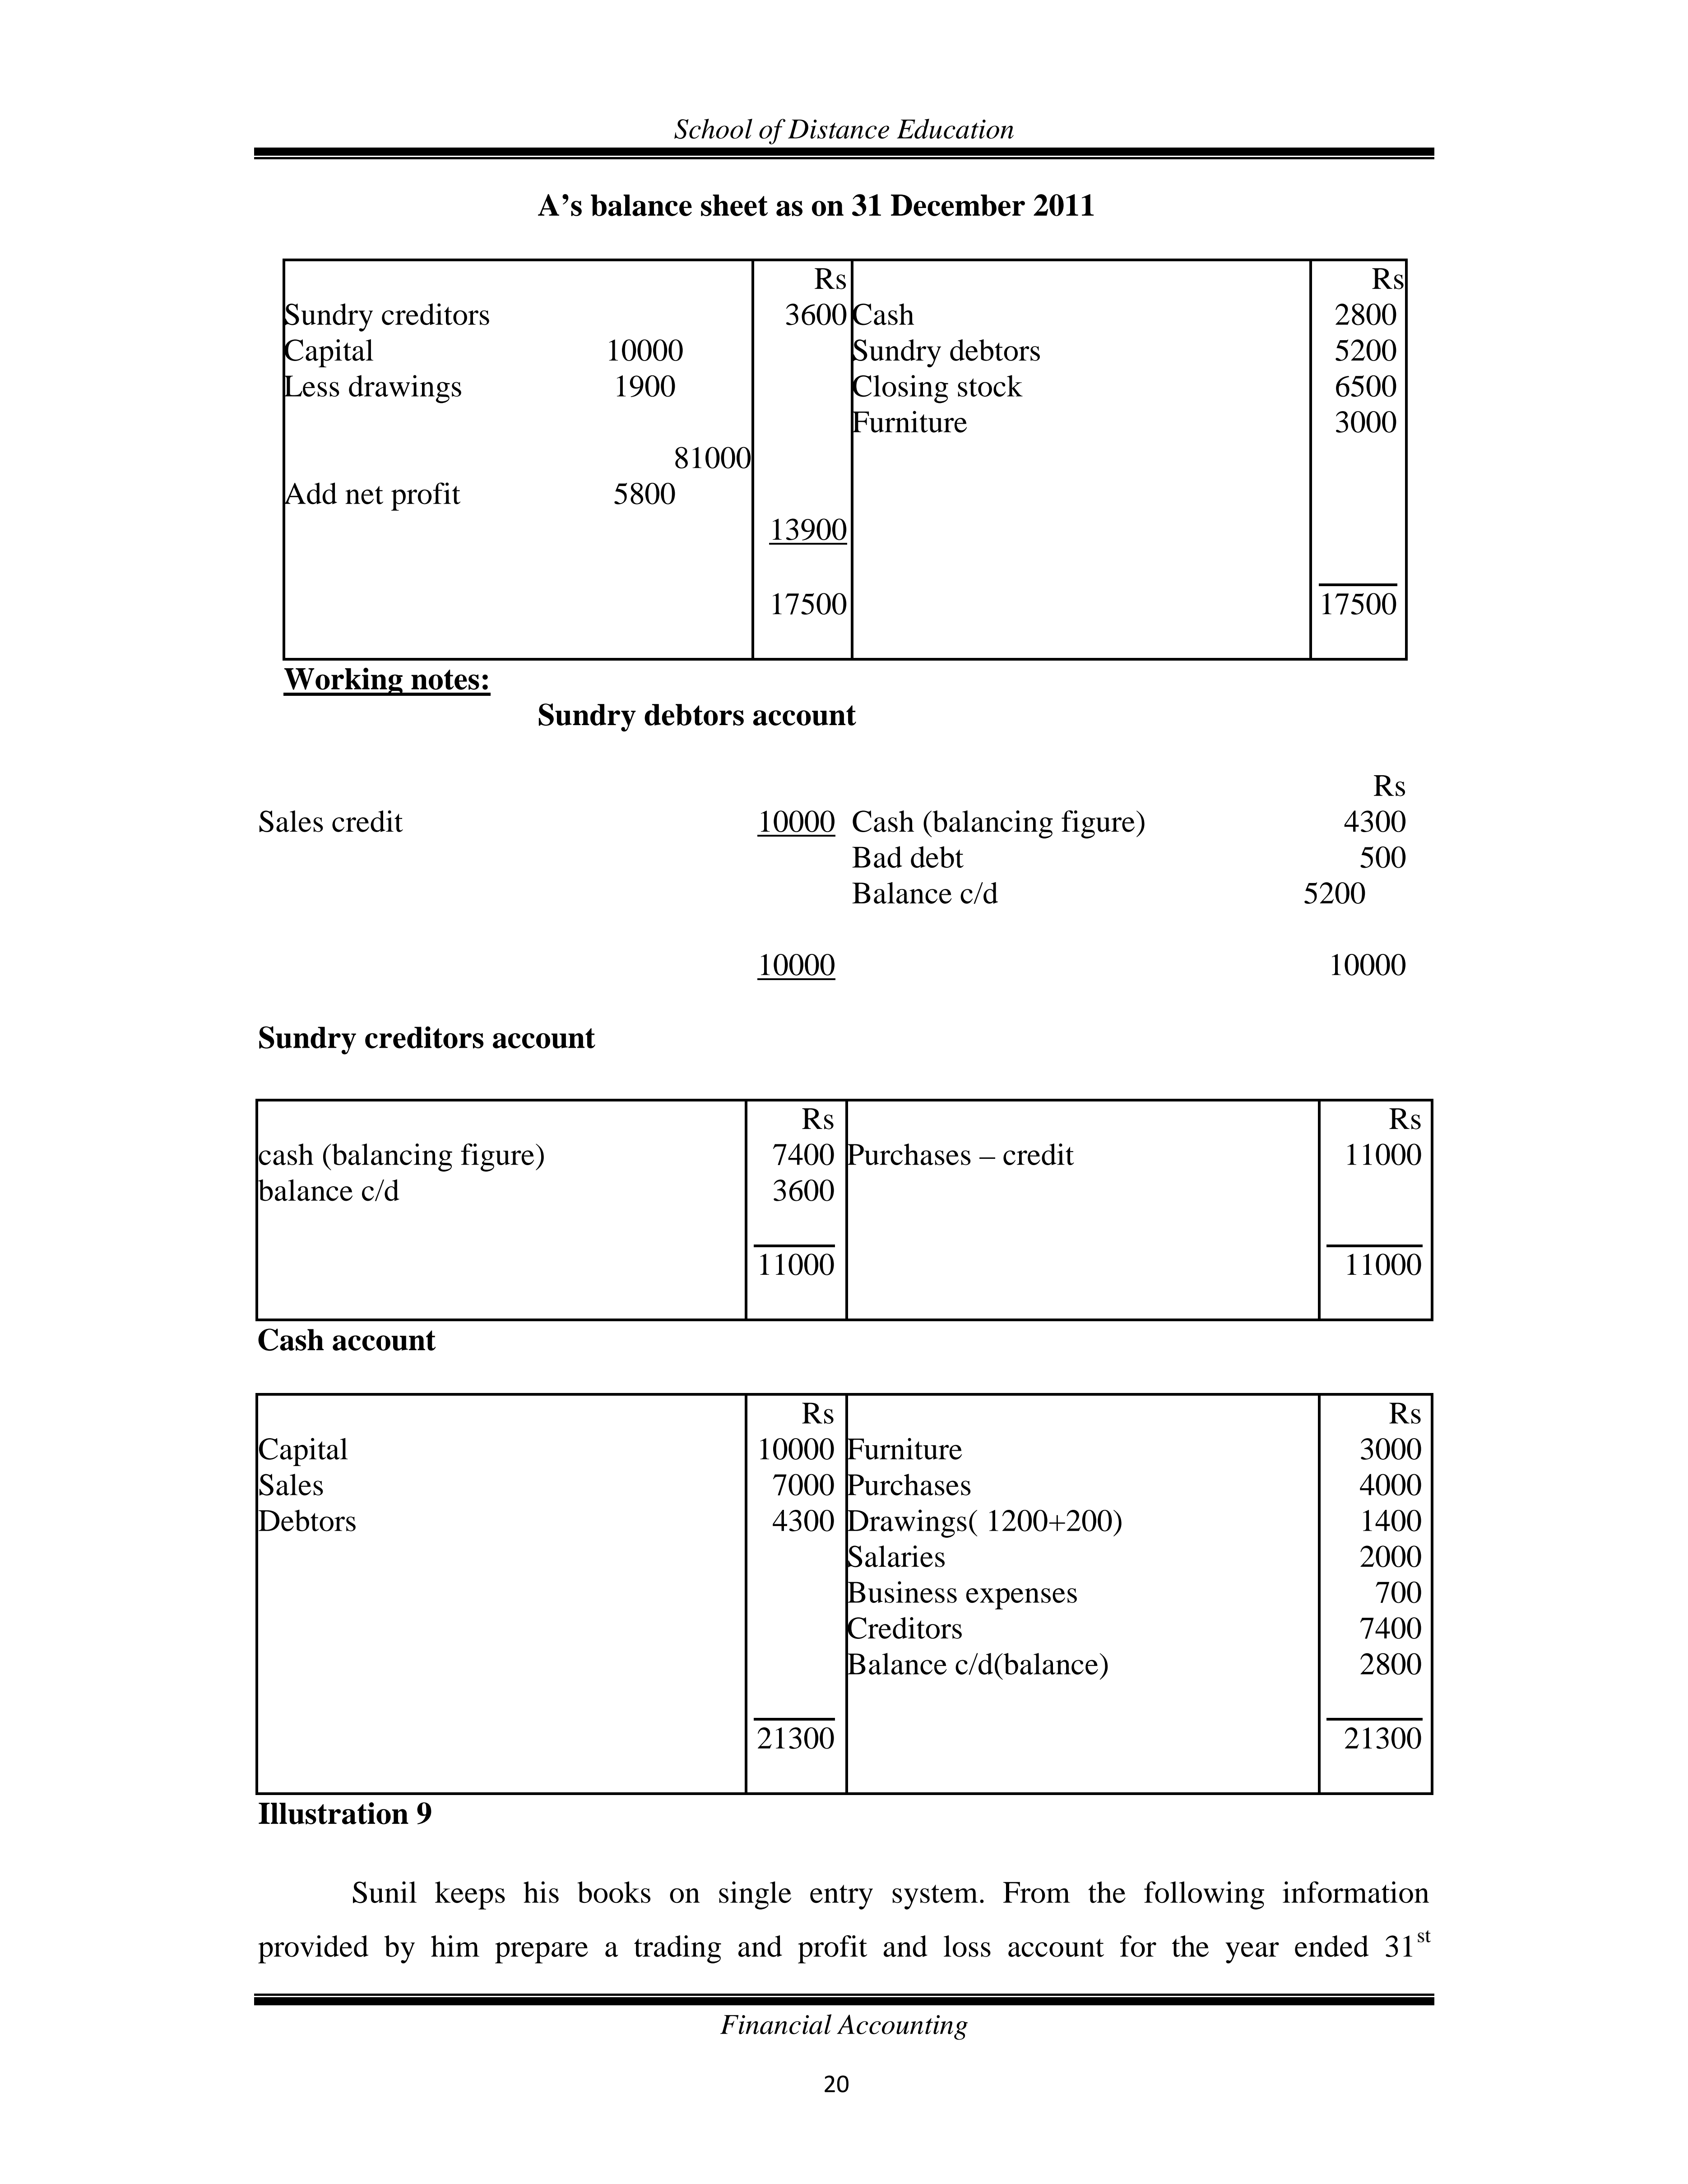 School of Distance Education
A’s balance sheet as on 31 December 2011
Rs Rs
Sundry creditors 3600 Cash 2800
Capital 10000 Sundry debtors 5200
Less drawings 1900 Closing stock 6500
Furniture 3000
81000
Add net profit 5800
13900
17500 17500
Working notes:
Sundry debtors account
Rs
Sales credit 10000 Cash (balancing figure) 4300
Bad debt 500
Balance c/d 5200
10000 10000
Sundry creditors account
Rs Rs
cash (balancing figure) 7400 Purchases – credit 11000
balance c/d 3600
11000 11000
Cash account
Rs Rs
Capital 10000 Furniture 3000
Sales 7000 Purchases 4000
Debtors 4300 Drawings( 1200+200) 1400
Salaries 2000
Business expenses 700
Creditors 7400
Balance c/d(balance) 2800
21300 21300
Illustration 9
Sunil keeps his books on single entry system. From the following information
provided by him prepare a trading and profit and loss account for the year ended 31st
Financial Accounting
20